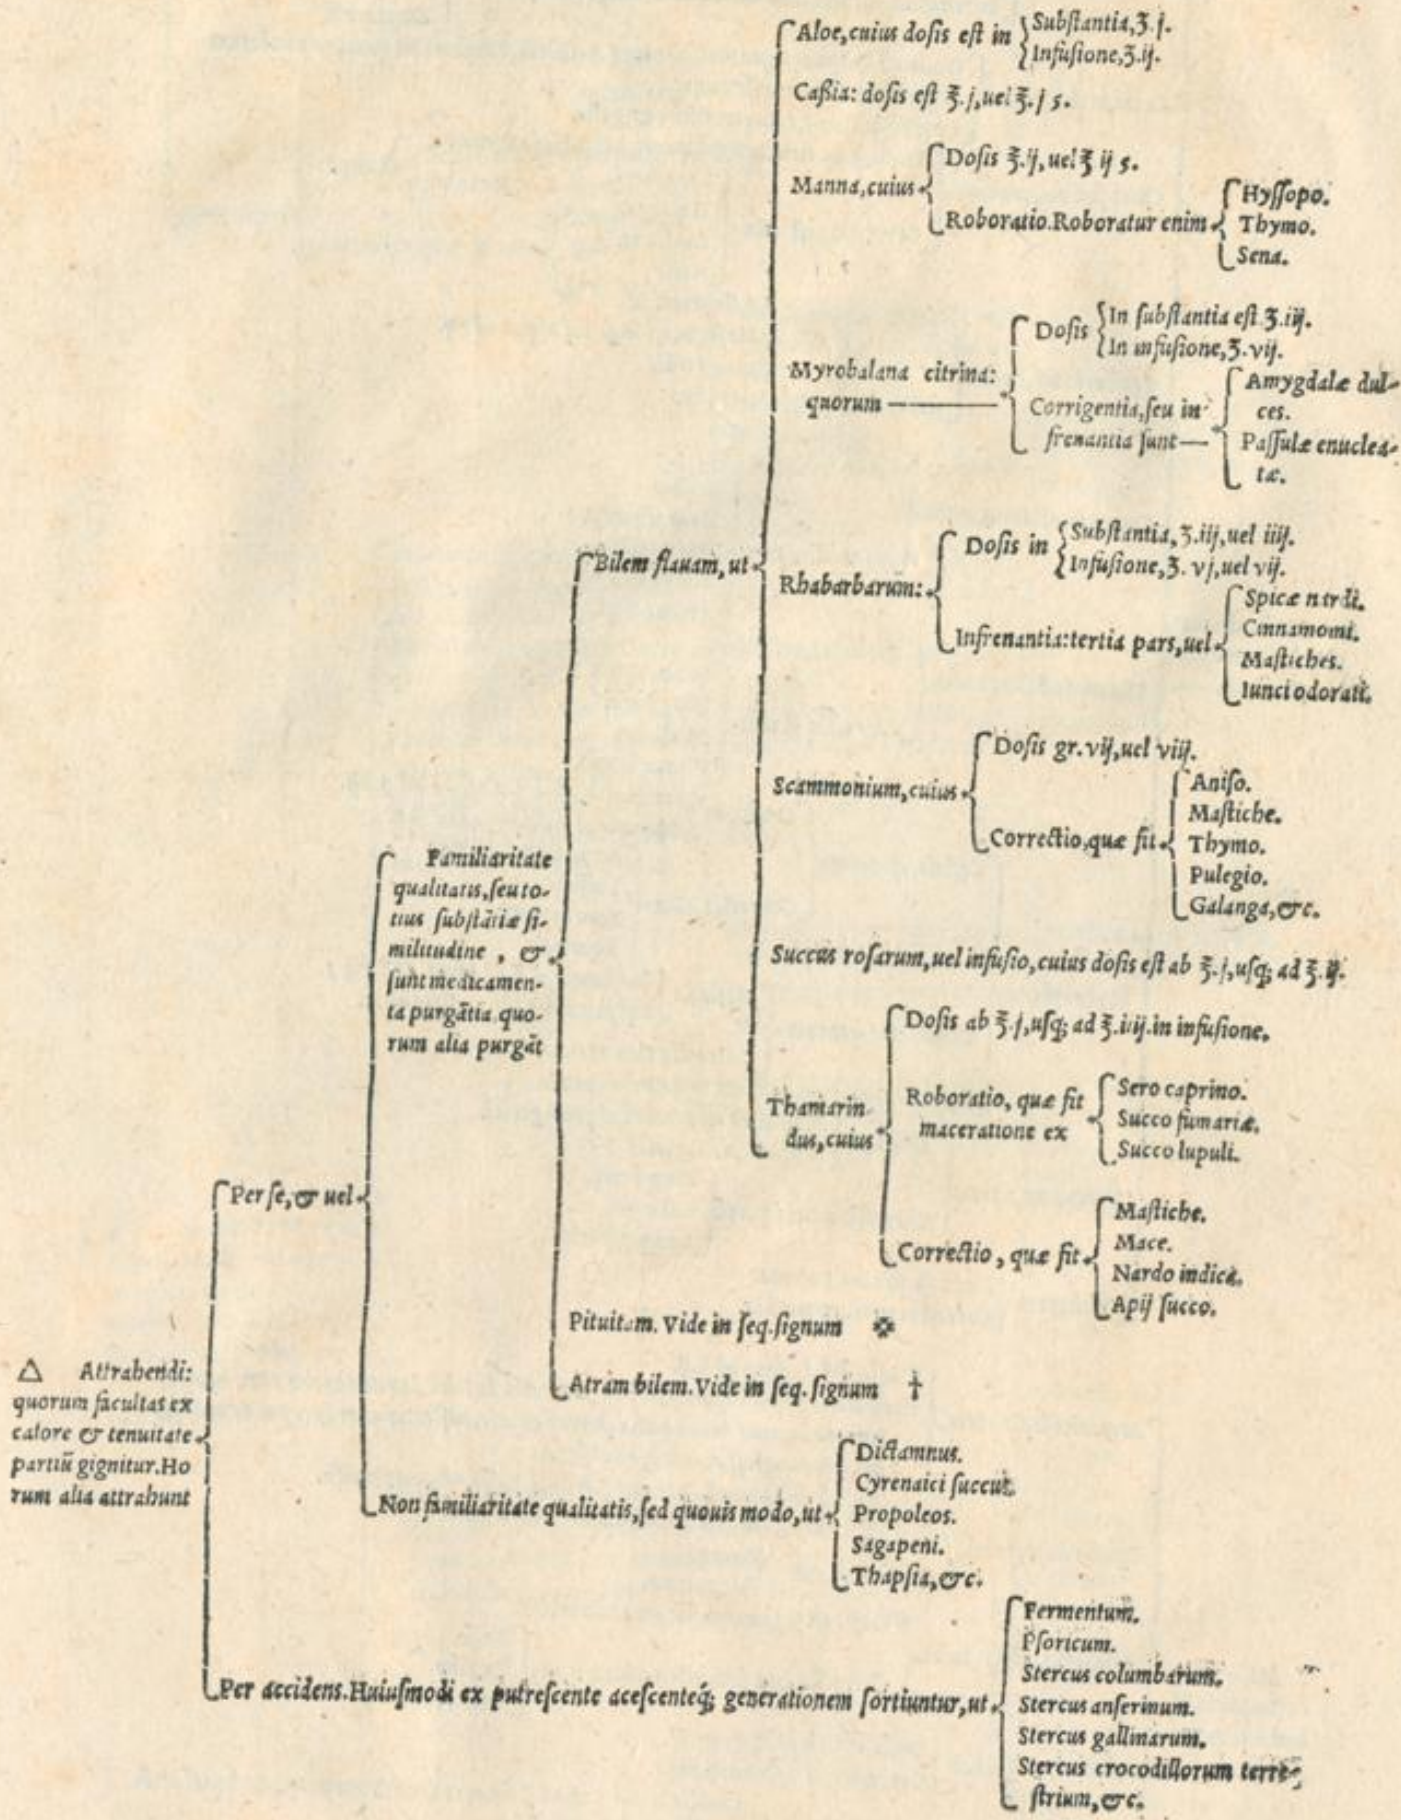 Aloe, cuius dosis est in
Substantia, ʒ.j.
Infusione, ʒ.ij.
Caßia: dosis est ℥.j, uel ℥.j s.
Manna, cuius
Dosis ℥.ij, uel ℥ ij s.
Roboratio. Roboratur enim
Hyssopo.
Thymo.
Sena.
Myrobalana citrina:
quorum
Dosis
In substantia est ʒ.iij.
In infusione, ʒ.vij.
Corrigentia, seu in-
frenantia sunt
Amygdalæ dul-
ces.
Passulæ enuclea-
tæ.
Bilem flauam, ut
Rhabarbarum:
Dosis in
Substantia, ʒ.iij, uel iiij.
Infusione, ʒ. vj, uel vij.
Infrenantia: tertia pars, uel
Spicæ nardi.
Cinnamomi.
Mastiches.
Iunci odorati.
Scammonium, cuius
Dosis gr. vij, uel viij.
Correctio, quæ fit
Aniso.
Mastiche.
Thymo.
Pulegio.
Galanga, &c.
Familiaritate
qualitatis, seu to-
tius substãtiæ si-
militudine, &
sunt medicamen-
ta purgãtia quo-
rum alia purgãt
Succus rosarum, uel infusio, cuius dosis est ab ℥.j, usq; ad ℥.ij.
Thamarin
dus, cuius
Dosis ab ℥.j, usq; ad ℥.iiij. in infusione.
Roboratio, quæ fit
maceratione ex
Sero caprino.
Succo fumariæ.
Succo lupuli.
Correctio, quæ fit
Mastiche.
Mace.
Nardo indica.
Apij succo.
Per se, & uel
Pituitam. Vide in seq. signum ✠
Atram bilem. Vide in seq. signum †
△ Attrahendi:
quorum facultas ex
calore & tenuitate
partiũ gignitur. Ho
rum alia attrahunt
Non familiaritate qualitatis, sed quouis modo, ut
Dictamnus.
Cyrenaici succus.
Propoleos.
Sagapeni.
Thapsia, &c.
Per accidens. Huiusmodi ex putrescente acescenteq́; generationem sortiuntur, ut
Fermentum.
Psoricum.
Stercus columbarum.
Stercus anserinum.
Stercus gallinarum.
Stercus crocodillorum terre-
strium, &c.